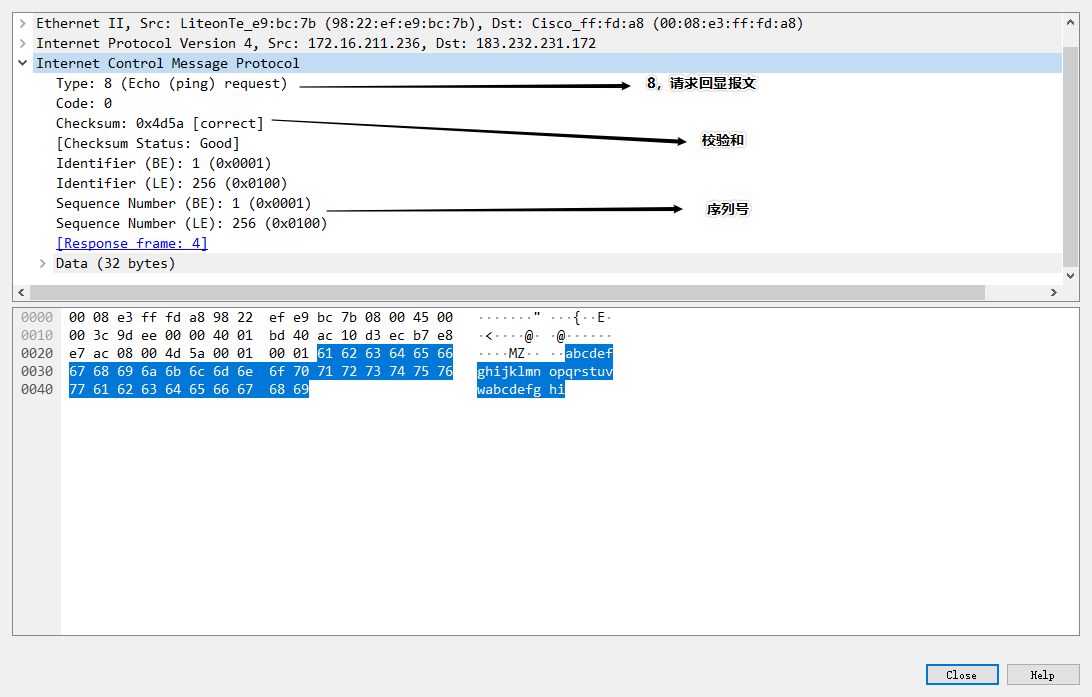 Ethernet II, Src: LiteonTe_e9:bc:7b (98:22:ef:e9:bc:7b), Dst: Cisco_ff:fd:a8 (00:08:e3:ff:fd:a8)
Internet Protocol Version 4, Src: 172.16.211.236, Dst: 183.232.231.172
Internet Control Message Protocol
Type: 8 (Echo (ping) request) 8，请求回显报文
Code: 0
Checksum: 0x4d5a [correct] 校验和
[Checksum Status: Good]
Identifier (BE): 1 (0x0001)
Identifier (LE): 256 (0x0100)
Sequence Number (BE): 1 (0x0001) 序列号
Sequence Number (LE): 256 (0x0100)
[Response frame: 4]
Data (32 bytes)
0000 00 08 e3 ff fd a8 98 22 ef e9 bc 7b 08 00 45 00 ·······" ···{··E·
0010 00 3c 9d ee 00 00 40 01 bd 40 ac 10 d3 ec b7 e8 ·<····@· ·@······
0020 e7 ac 08 00 4d 5a 00 01 00 01 61 62 63 64 65 66 ····MZ·· ··abcdef
0030 67 68 69 6a 6b 6c 6d 6e 6f 70 71 72 73 74 75 76 ghijklmn opqrstuv
0040 77 61 62 63 64 65 66 67 68 69 wabcdefg hi
Close Help